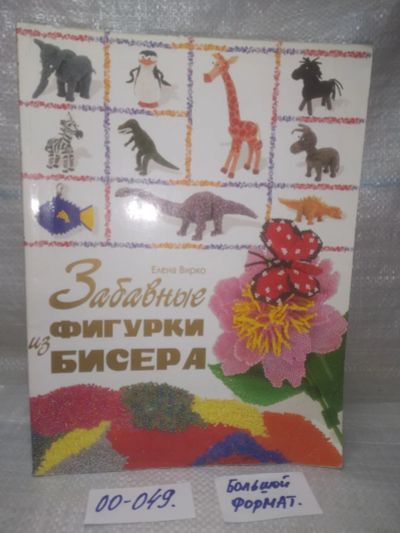 Елена Вирко
Забавные
фигурки
из
бисера
00-049.
Большой
формат.